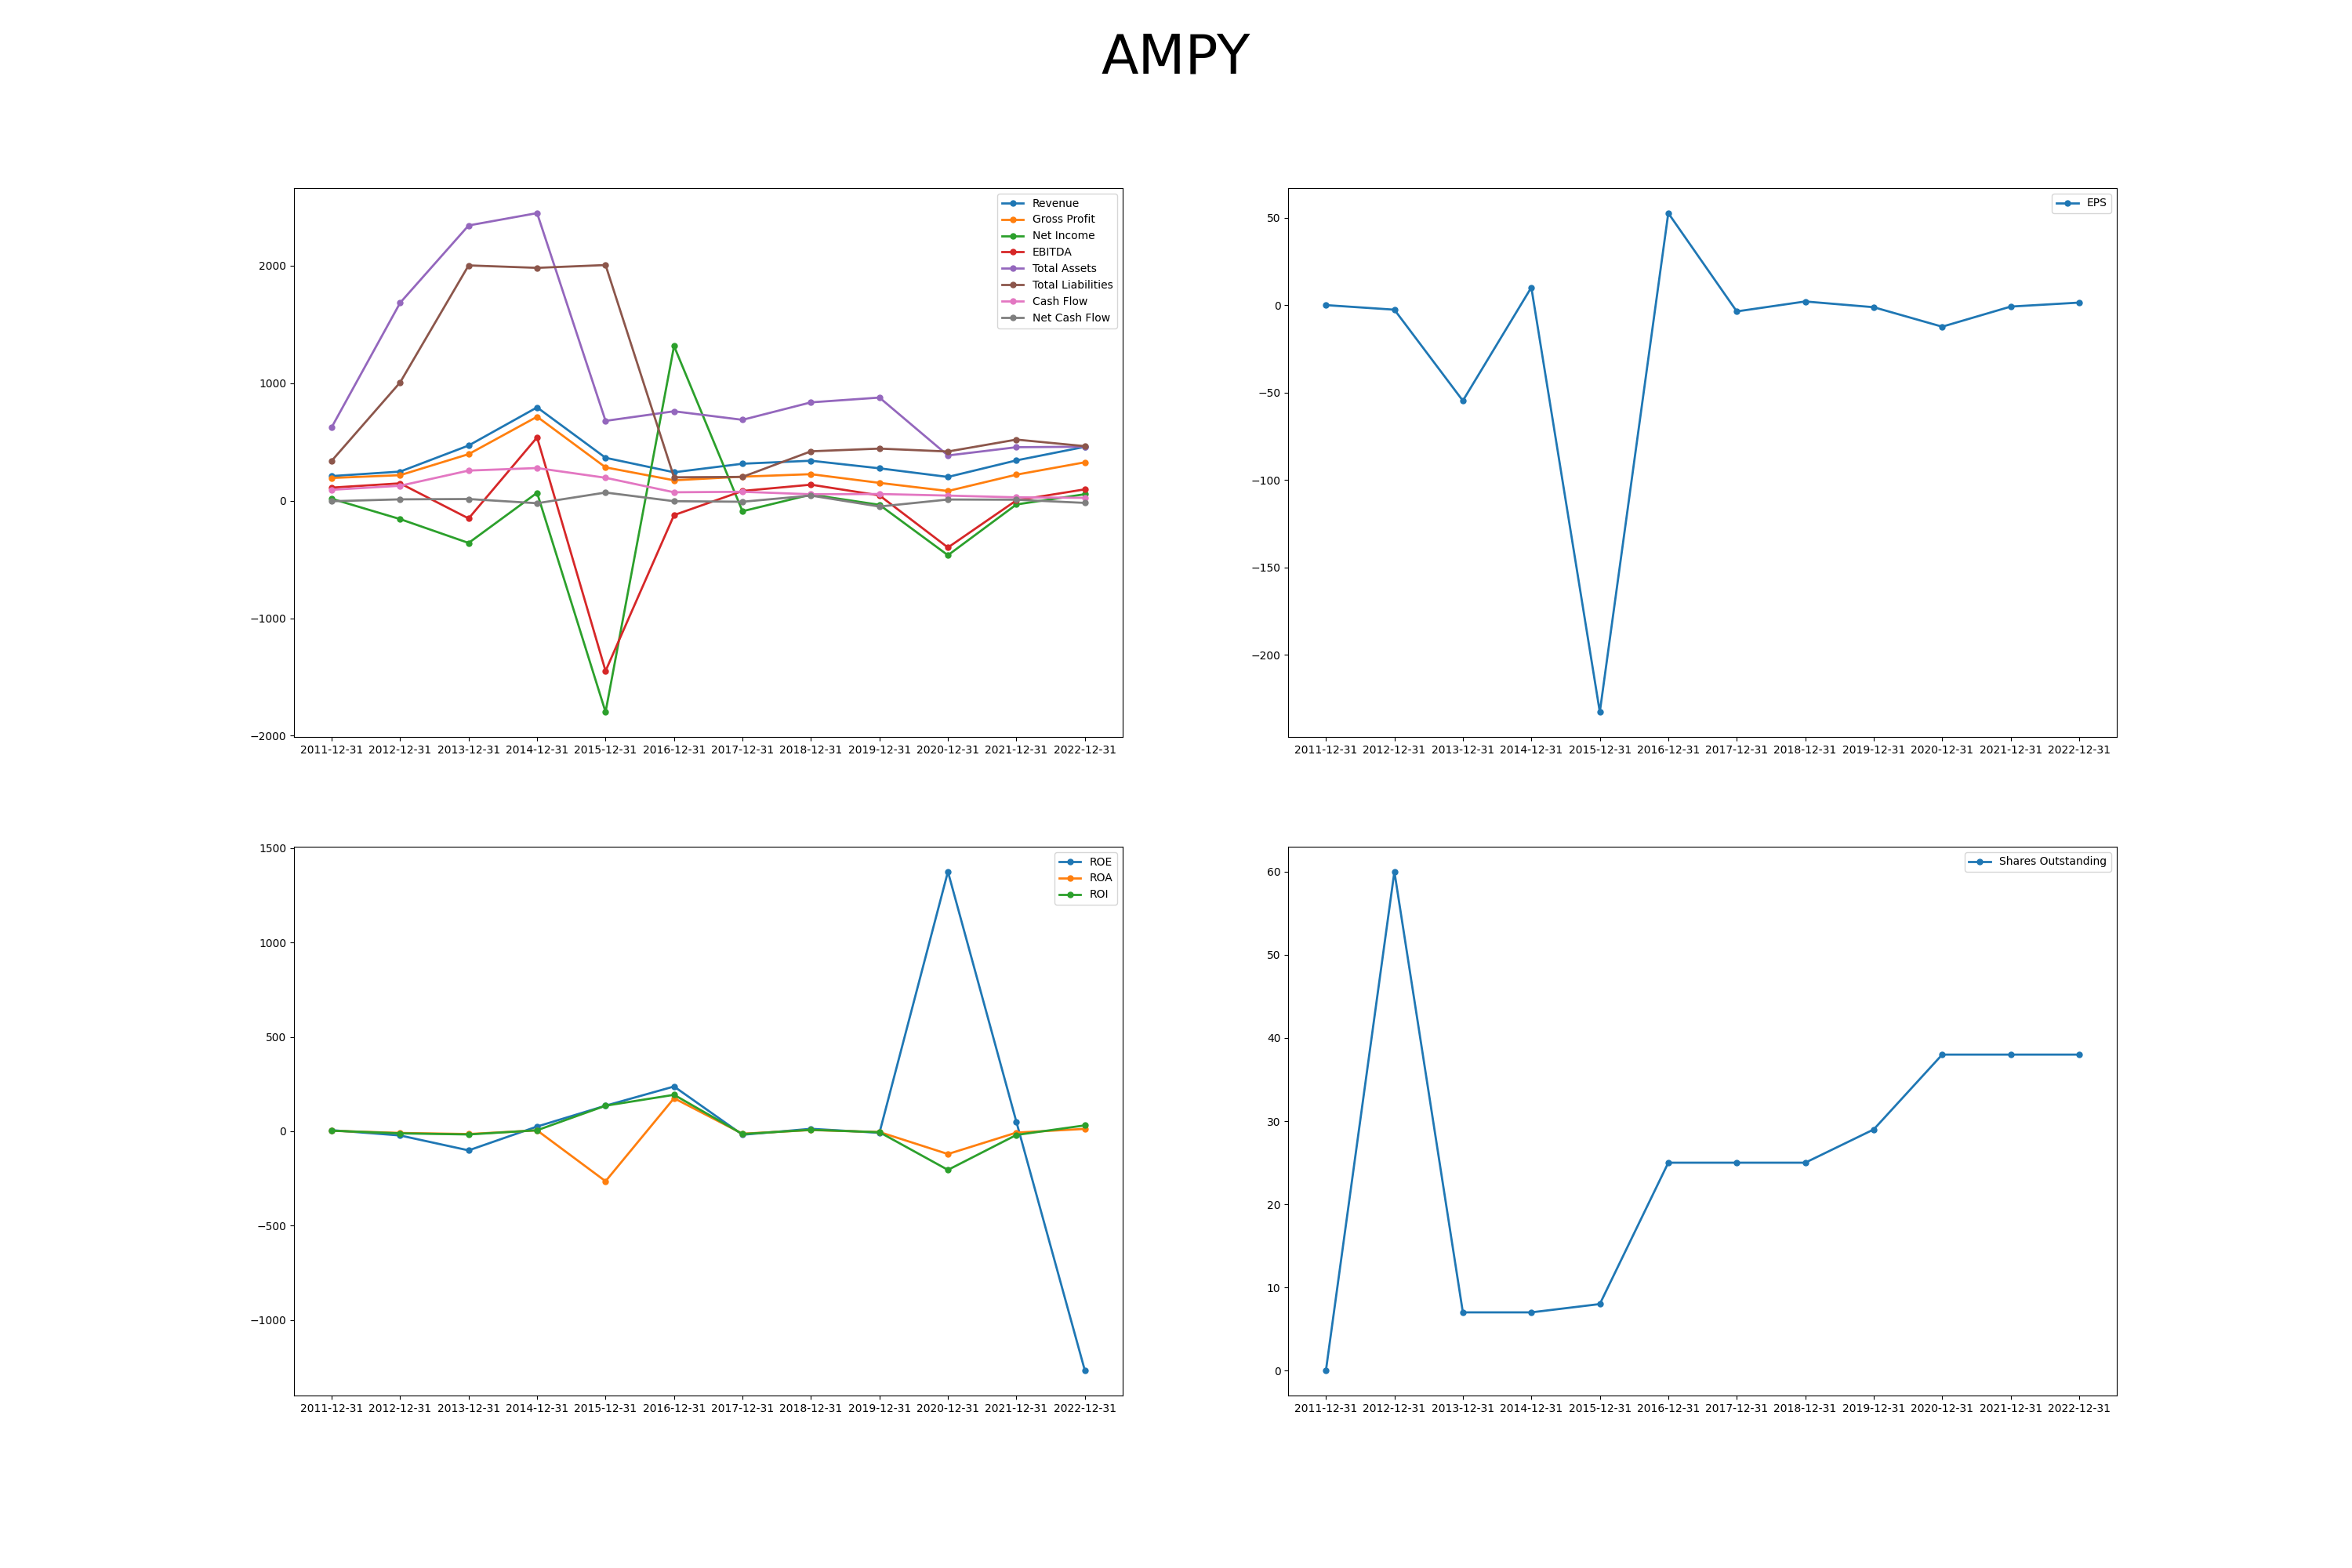 AMPY
2000
1000
0
−1000
−2000
2011-12-31 2012-12-31 2013-12-31 2014-12-31 2015-12-31 2016-12-31 2017-12-31 2018-12-31 2019-12-31 2020-12-31 2021-12-31 2022-12-31
Revenue
Gross Profit
Net Income
EBITDA
Total Assets
Total Liabilities
Cash Flow
Net Cash Flow
50
0
−50
−100
−150
−200
2011-12-31 2012-12-31 2013-12-31 2014-12-31 2015-12-31 2016-12-31 2017-12-31 2018-12-31 2019-12-31 2020-12-31 2021-12-31 2022-12-31
EPS
1500
1000
500
0
−500
−1000
2011-12-31 2012-12-31 2013-12-31 2014-12-31 2015-12-31 2016-12-31 2017-12-31 2018-12-31 2019-12-31 2020-12-31 2021-12-31 2022-12-31
ROE
ROA
ROI
60
50
40
30
20
10
0
2011-12-31 2012-12-31 2013-12-31 2014-12-31 2015-12-31 2016-12-31 2017-12-31 2018-12-31 2019-12-31 2020-12-31 2021-12-31 2022-12-31
Shares Outstanding